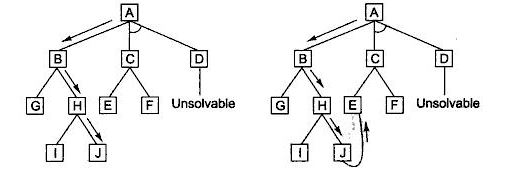 A A
B C D B C D
G H E F Unsolvable G H E F Unsolvable
I J I J